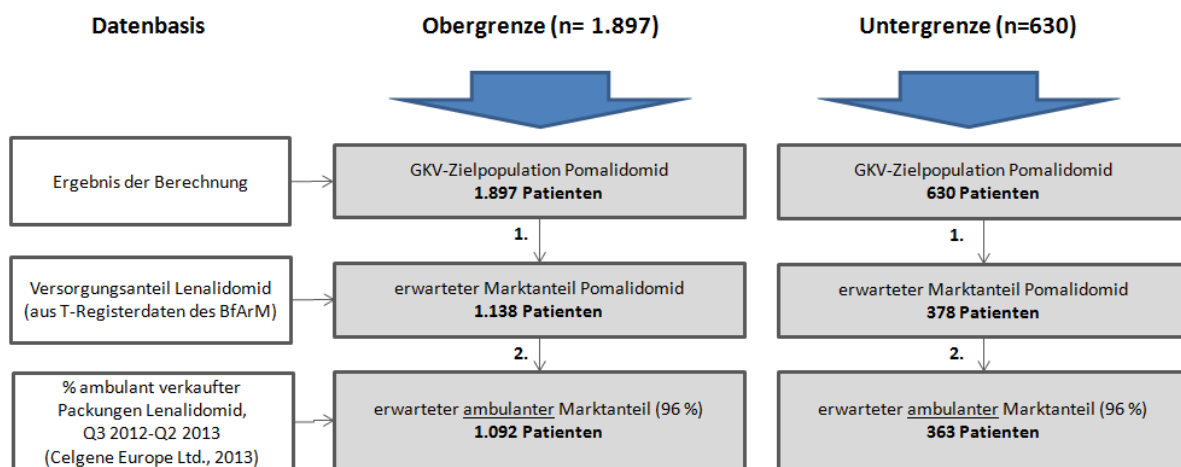 Datenbasis
Obergrenze (n= 1.897)
Untergrenze (n=630)
Ergebnis der Berechnung
GKV-Zielpopulation Pomalidomid
1.897 Patienten
GKV-Zielpopulation Pomalidomid
630 Patienten
1.
1.
Versorgungsanteil Lenalidomid
(aus T-Registerdaten des BfArM)
erwarteter Marktanteil Pomalidomid
1.138 Patienten
erwarteter Marktanteil Pomalidomid
378 Patienten
2.
2.
% ambulant verkaufter
Packungen Lenalidomid,
Q3 2012-Q2 2013
(Celgene Europe Ltd., 2013)
erwarteter ambulanter Marktanteil (96 %)
1.092 Patienten
erwarteter ambulanter Marktanteil (96 %)
363 Patienten